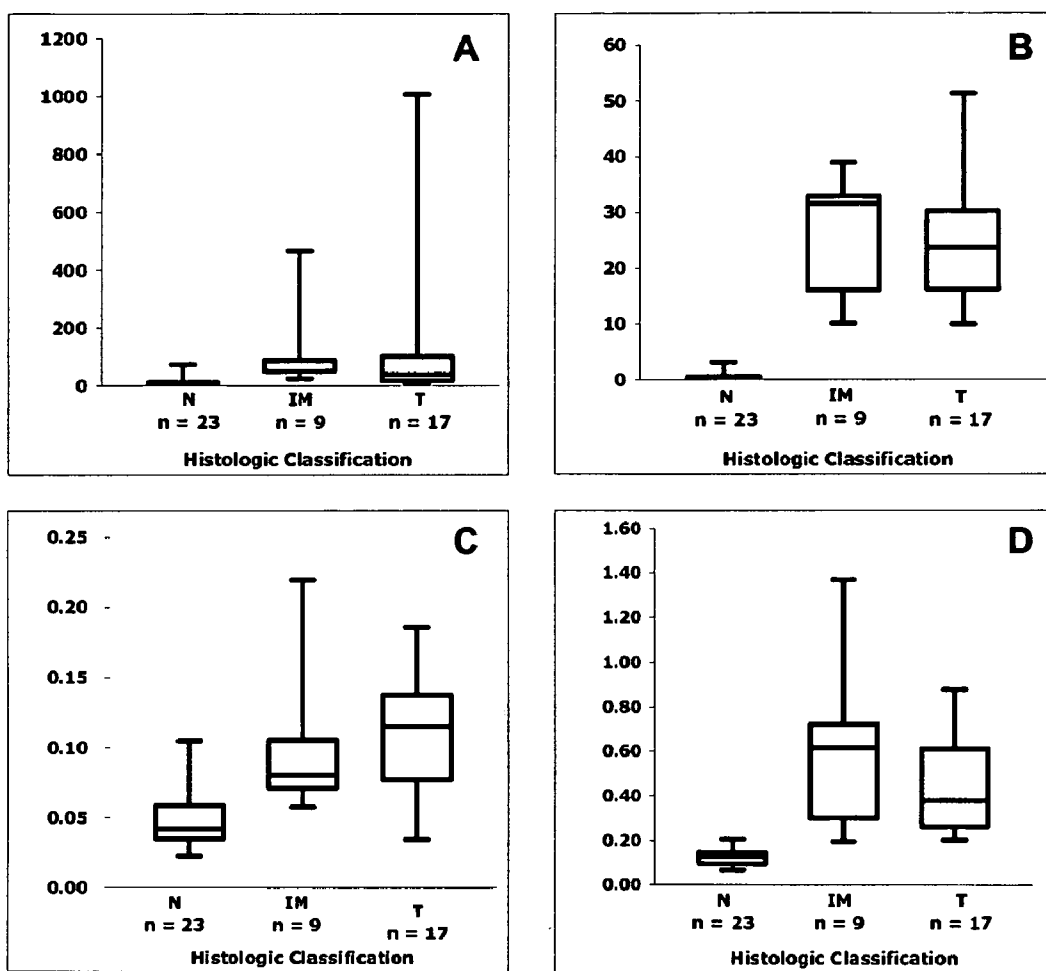 A
1200
1000
800
600
400
200
0
N IM T
n = 23 n = 9 n = 17
Histologic Classification
B
60
50
40
30
20
10
0
N IM T
n = 23 n = 9 n = 17
Histologic Classification
C
0.25
0.20
0.15
0.10
0.05
0.00
N IM T
n = 23 n = 9 n = 17
Histologic Classification
D
1.60
1.40
1.20
1.00
0.80
0.60
0.40
0.20
0.00
N IM T
n = 23 n = 9 n = 17
Histologic Classification